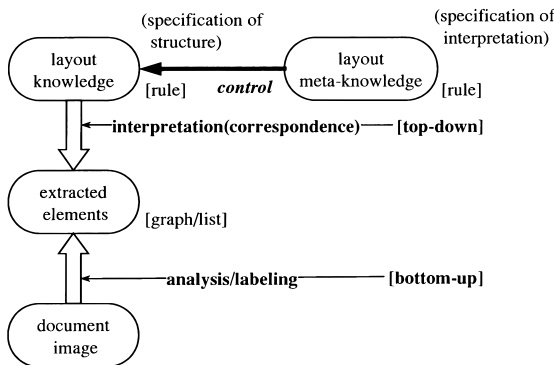 (specification of
structure)
(specification of
interpretation)
layout
knowledge
[rule]
control
layout
meta-knowledge
[rule]
interpretation(correspondence)
[top-down]
extracted
elements
[graph/list]
analysis/labeling
[bottom-up]
document
image